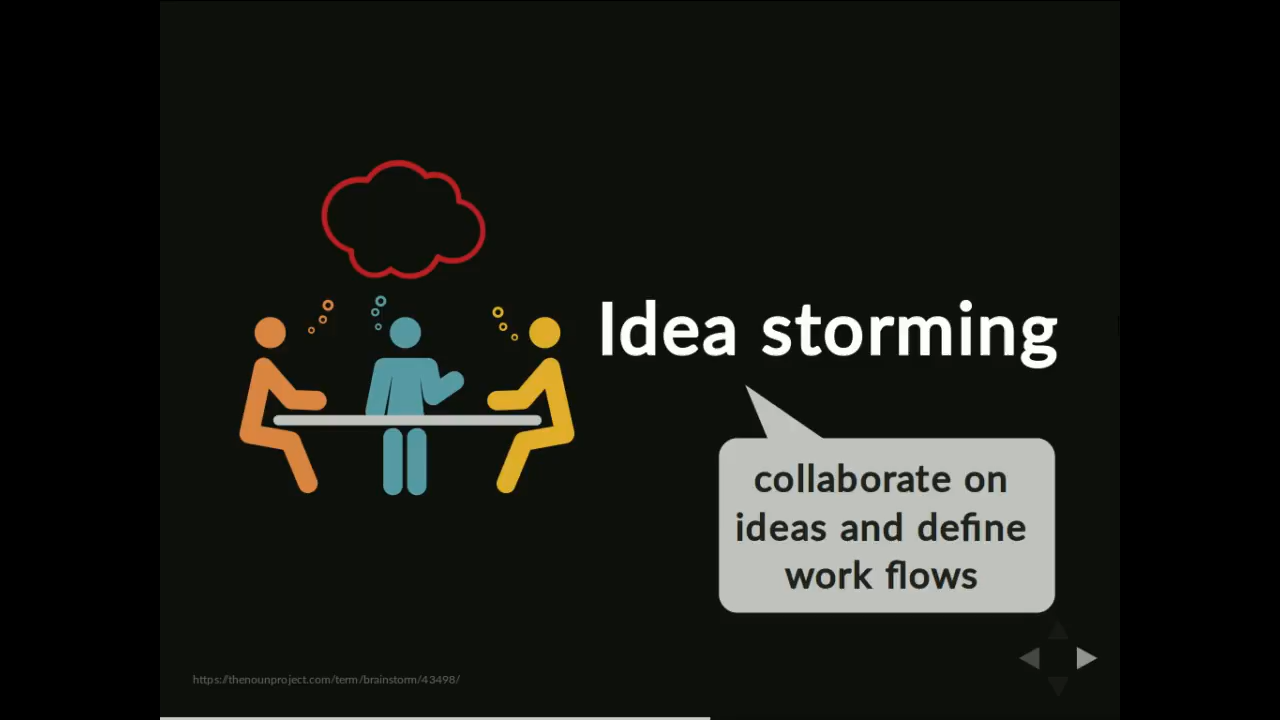 Idea storming
collaborate on
ideas and define
work flows
https://thenounproject.com/term/brainstorm/43498/